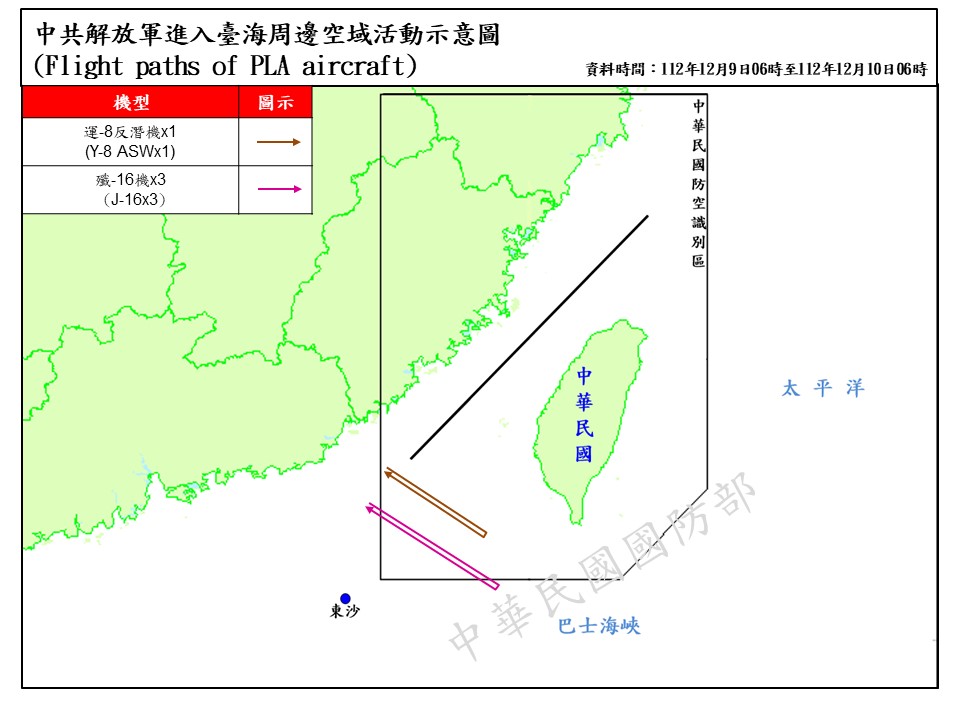 中共解放軍進入臺海周邊空域活動示意圖
(Flight paths of PLA aircraft)
資料時間：112年12月9日06時至112年12月10日06時
機型
圖示
運-8反潛機x1
(Y-8 ASWx1)
殲-16機x3
（J-16x3）
中華民國防空識別區
中華民國
太平洋
中華民國國防部
東沙
巴士海峽